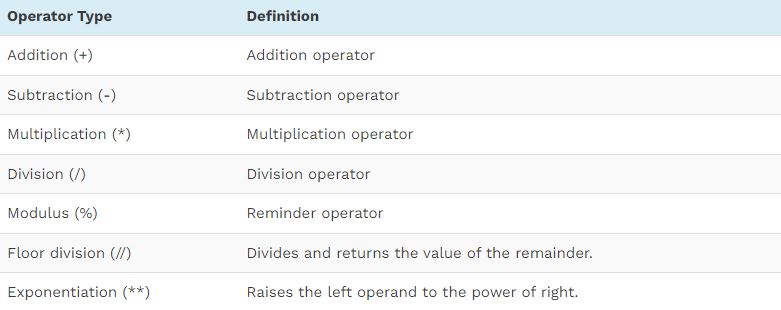 Operator Type Definition
Addition (+) Addition operator
Subtraction (-) Subtraction operator
Multiplication (*) Multiplication operator
Division (/) Division operator
Modulus (%) Reminder operator
Floor division (//) Divides and returns the value of the remainder.
Exponentiation (**) Raises the left operand to the power of right.